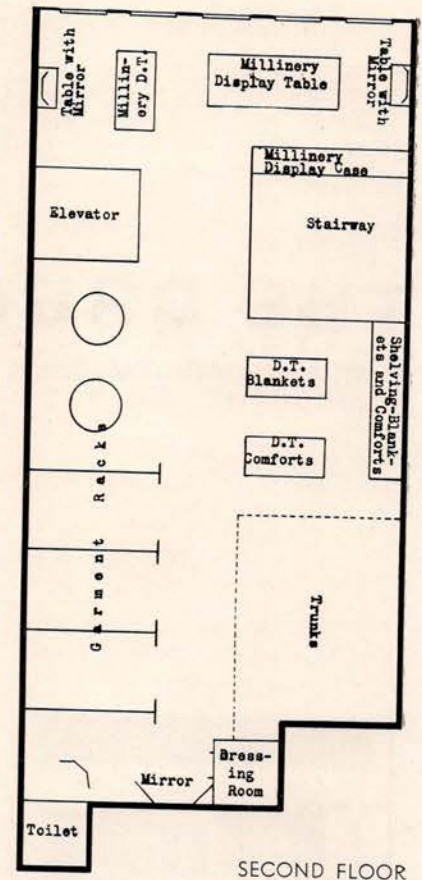 Table with
Mirror
Millin-
ery D.T.
Millinery
Display Table
Table with
Mirror
Millinery
Display Case
Elevator
Stairway
Shelving-Blank-
ets and Comforts
D.T.
Blankets
D.T.
Comforts
Garment Racks
Trunks
Dress-
ing
Room
Mirror
Toilet
SECOND FLOOR